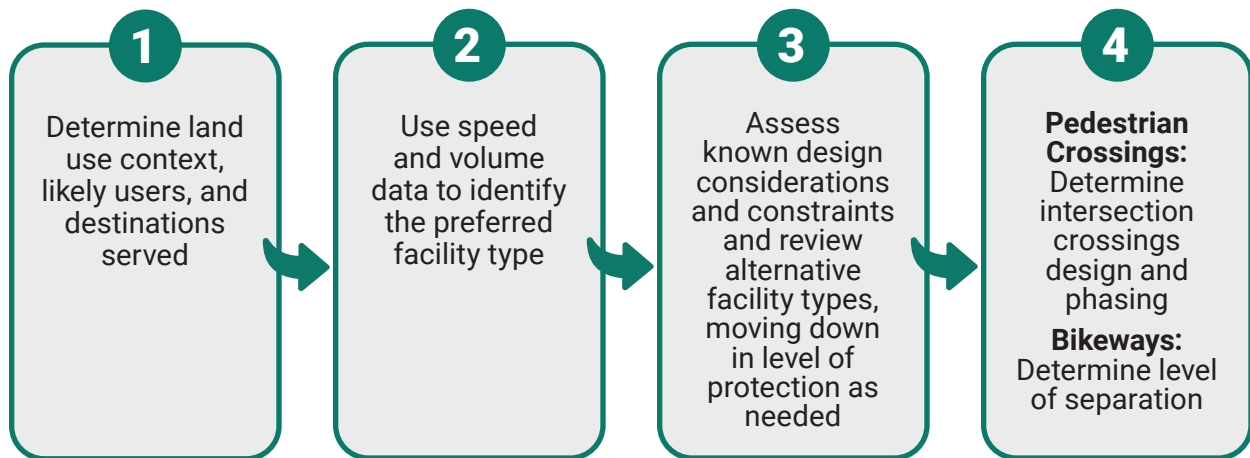 1
Determine land
use context,
likely users, and
destinations
served
2
Use speed
and volume
data to identify
the preferred
facility type
3
Assess
known design
considerations
and constraints
and review
alternative
facility types,
moving down
in level of
protection as
needed
4
Pedestrian
Crossings:
Determine
intersection
crossings
design and
phasing
Bikeways:
Determine level
of separation